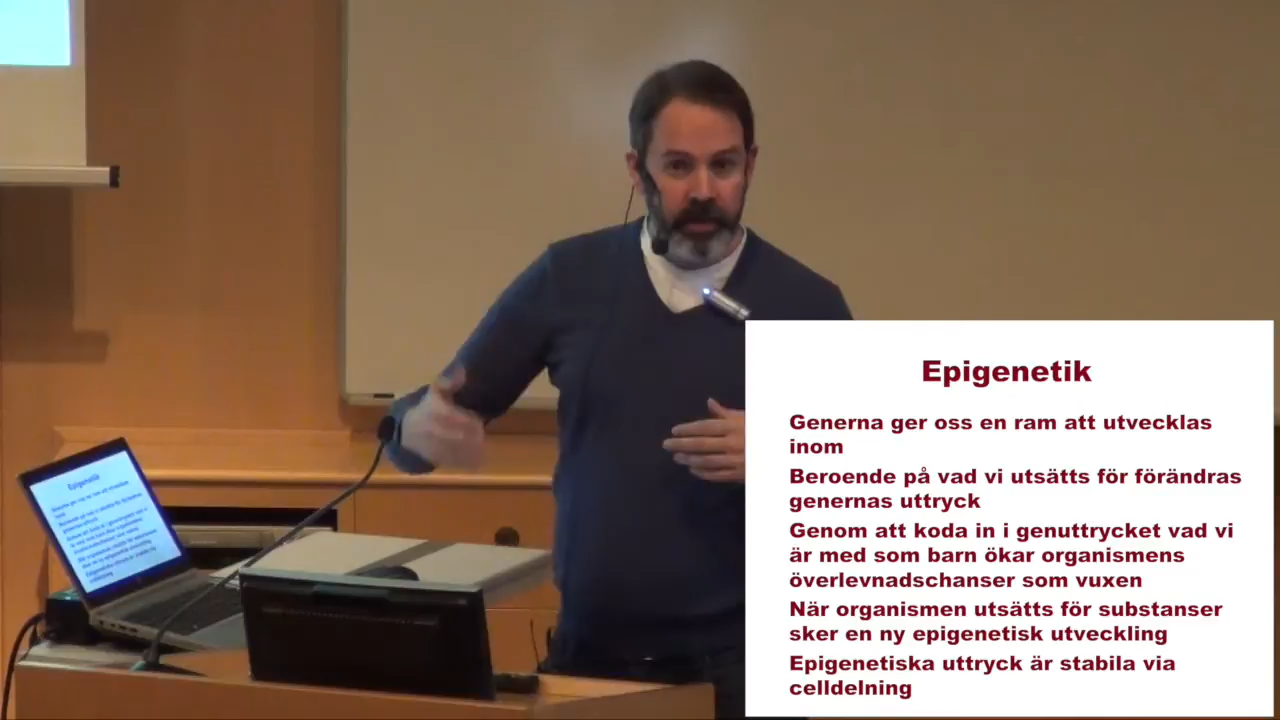 Epigenetik
Generna ger oss en ram att utvecklas
inom
Beroende på vad vi utsätts för förändras
genernas uttryck
Genom att koda in i genuttrycket vad vi
är med som barn ökar organismens
överlevnadschanser som vuxen
När organismen utsätts för substanser
sker en ny epigenetisk utveckling
Epigenetiska uttryck är stabila via
celldelning
Epigenetik